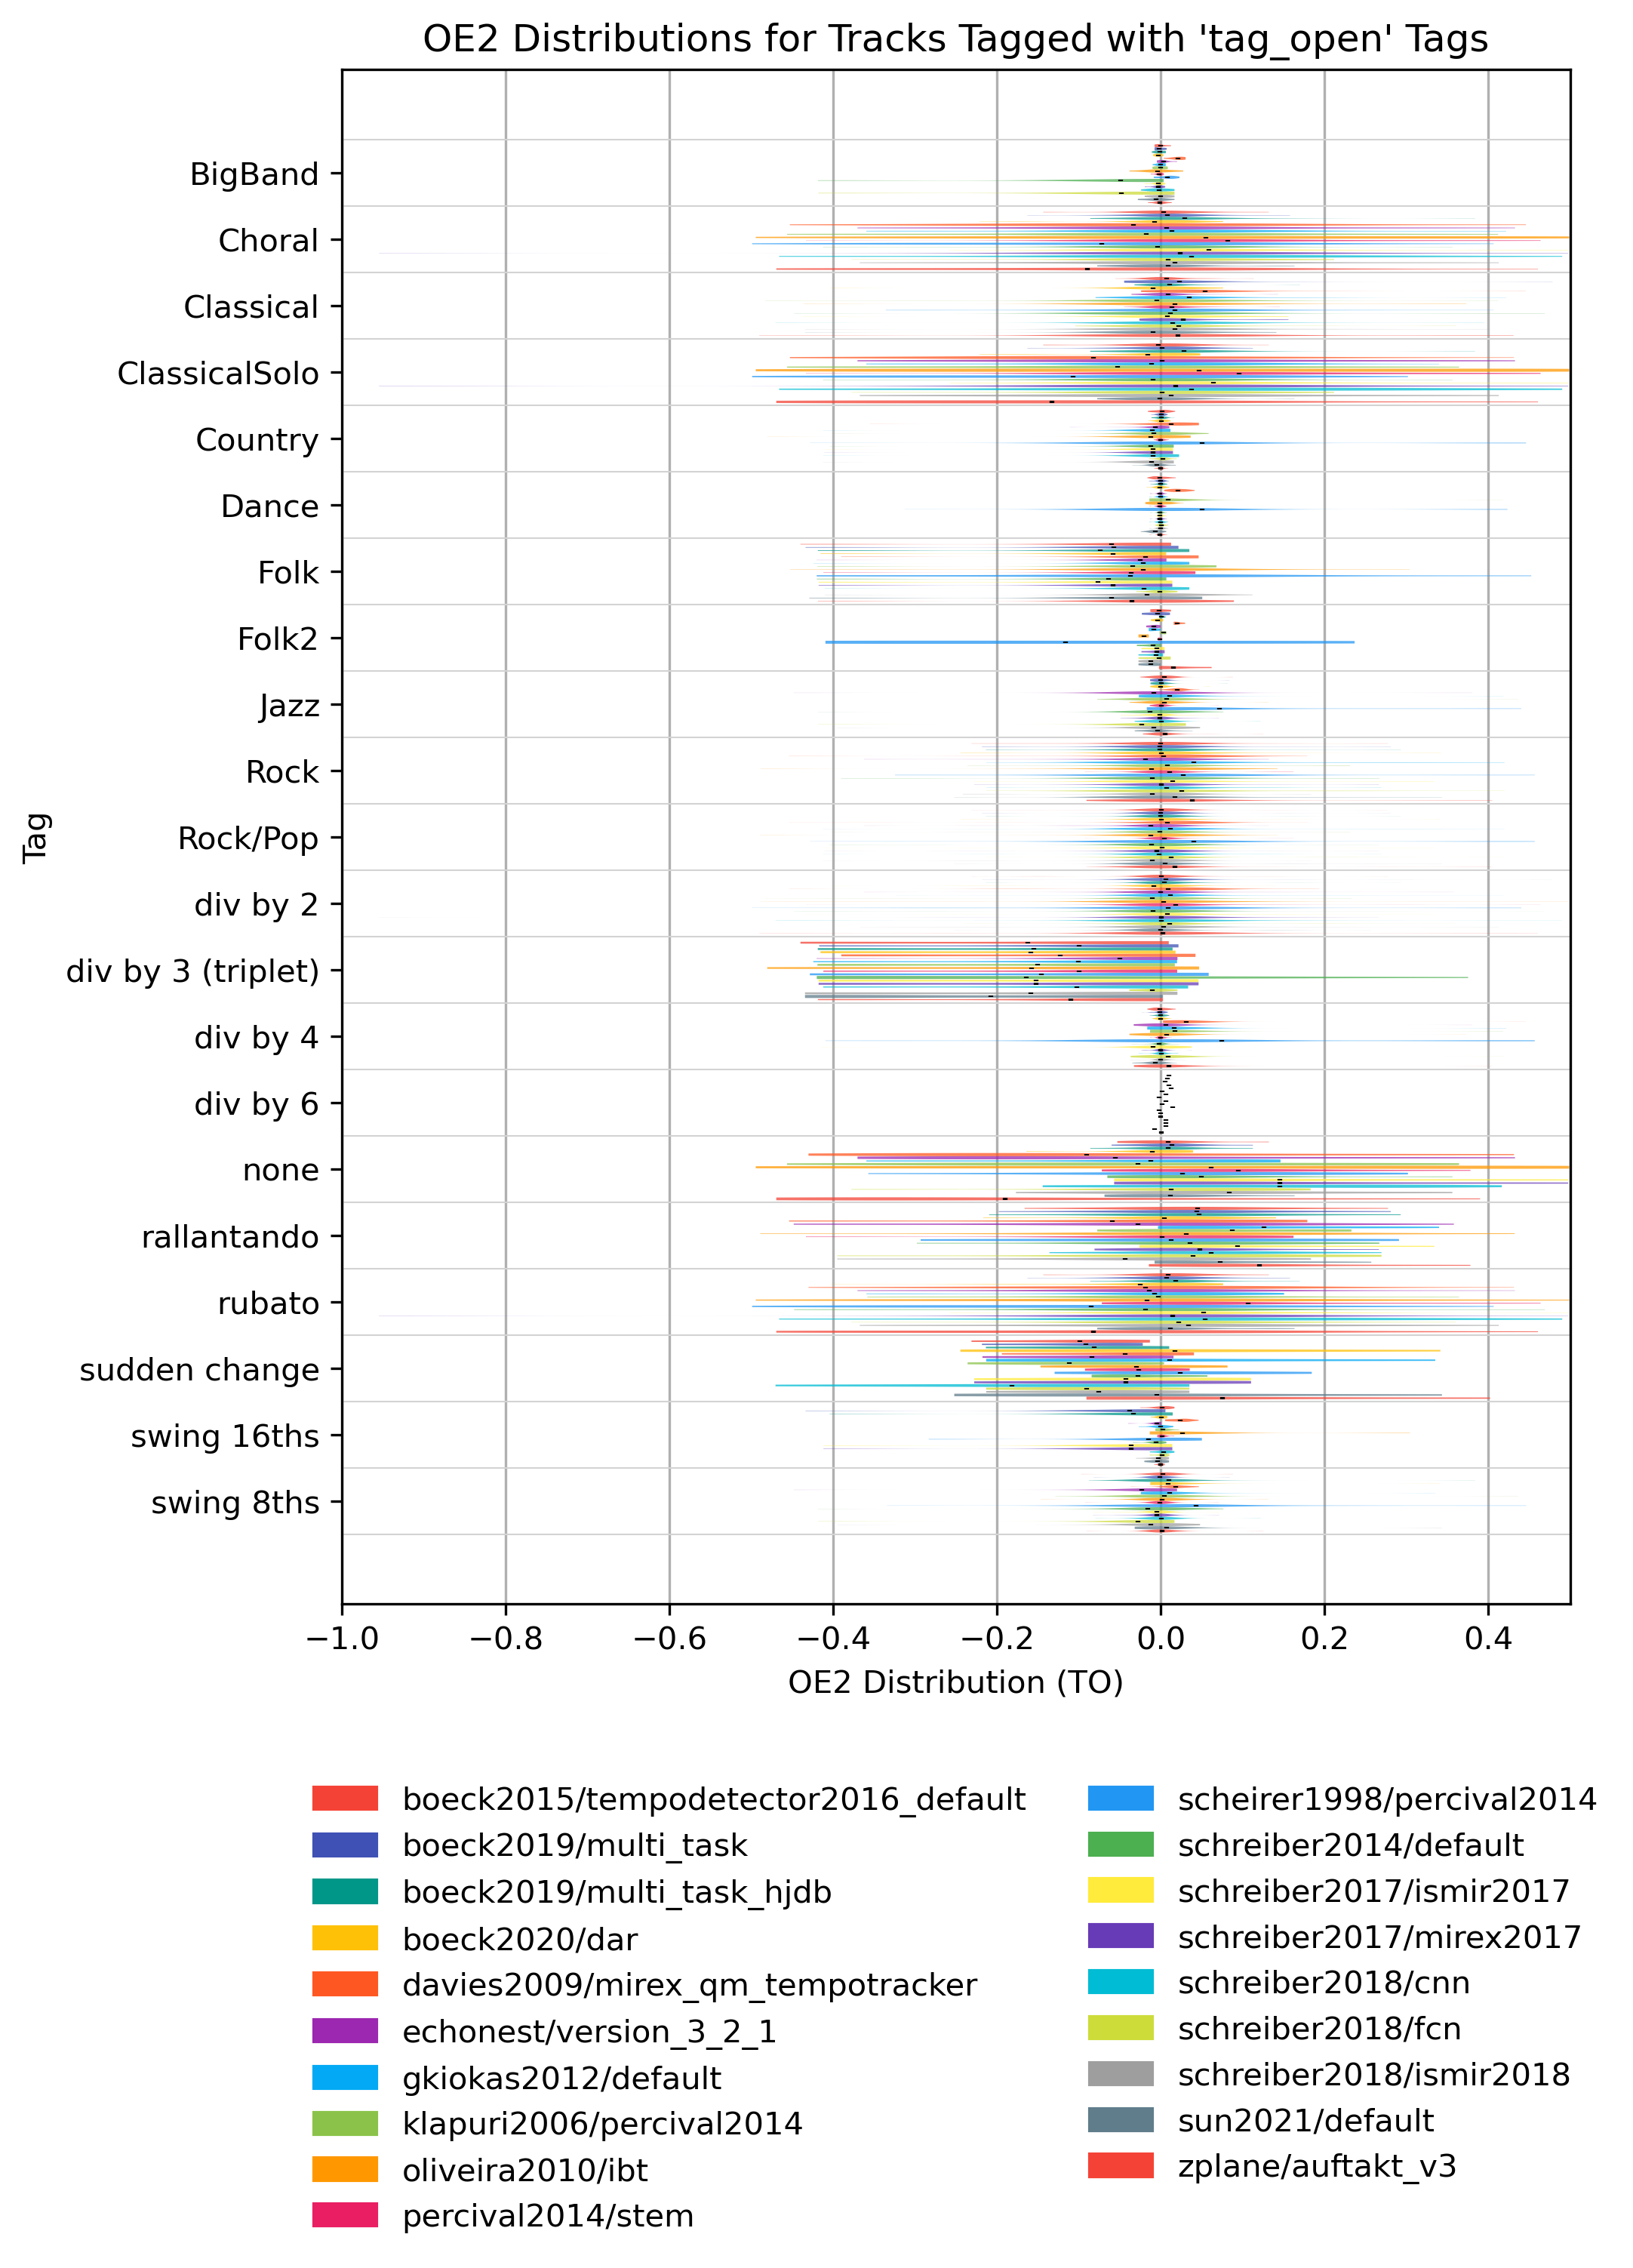 OE2 Distributions for Tracks Tagged with 'tag_open' Tags
BigBand
Choral
Classical
ClassicalSolo
Country
Dance
Folk
Folk2
Jazz
Rock
Rock/Pop
div by 2
div by 3 (triplet)
div by 4
div by 6
none
rallantando
rubato
sudden change
swing 16ths
swing 8ths
Tag
−1.0 −0.8 −0.6 −0.4 −0.2 0.0 0.2 0.4
OE2 Distribution (TO)
boeck2015/tempodetector2016_default
boeck2019/multi_task
boeck2019/multi_task_hjdb
boeck2020/dar
davies2009/mirex_qm_tempotracker
echonest/version_3_2_1
gkiokas2012/default
klapuri2006/percival2014
oliveira2010/ibt
percival2014/stem
scheirer1998/percival2014
schreiber2014/default
schreiber2017/ismir2017
schreiber2017/mirex2017
schreiber2018/cnn
schreiber2018/fcn
schreiber2018/ismir2018
sun2021/default
zplane/auftakt_v3